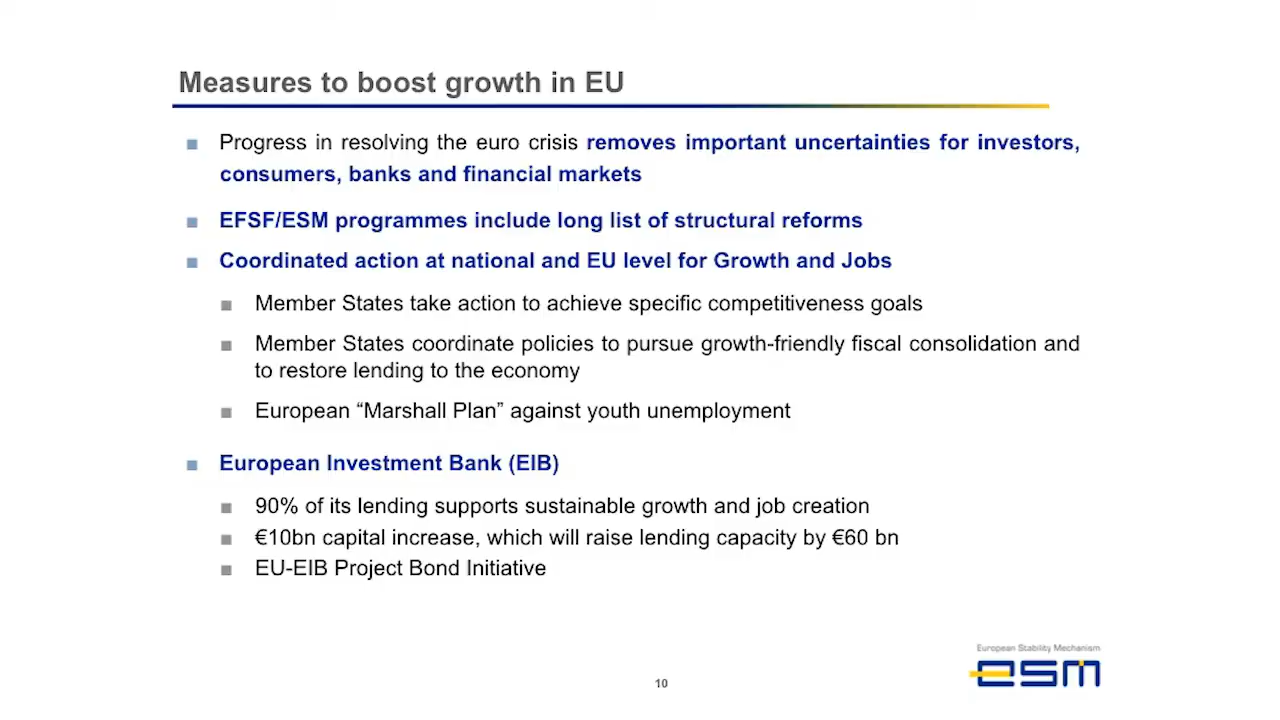 Measures to boost growth in EU
Progress in resolving the euro crisis removes important uncertainties for investors,
consumers, banks and financial markets
EFSF/ESM programmes include long list of structural reforms
Coordinated action at national and EU level for Growth and Jobs
Member States take action to achieve specific competitiveness goals
Member States coordinate policies to pursue growth-friendly fiscal consolidation and
to restore lending to the economy
European “Marshall Plan” against youth unemployment
European Investment Bank (EIB)
90% of its lending supports sustainable growth and job creation
€10bn capital increase, which will raise lending capacity by €60 bn
EU-EIB Project Bond Initiative
European Stability Mechanism
esm
10